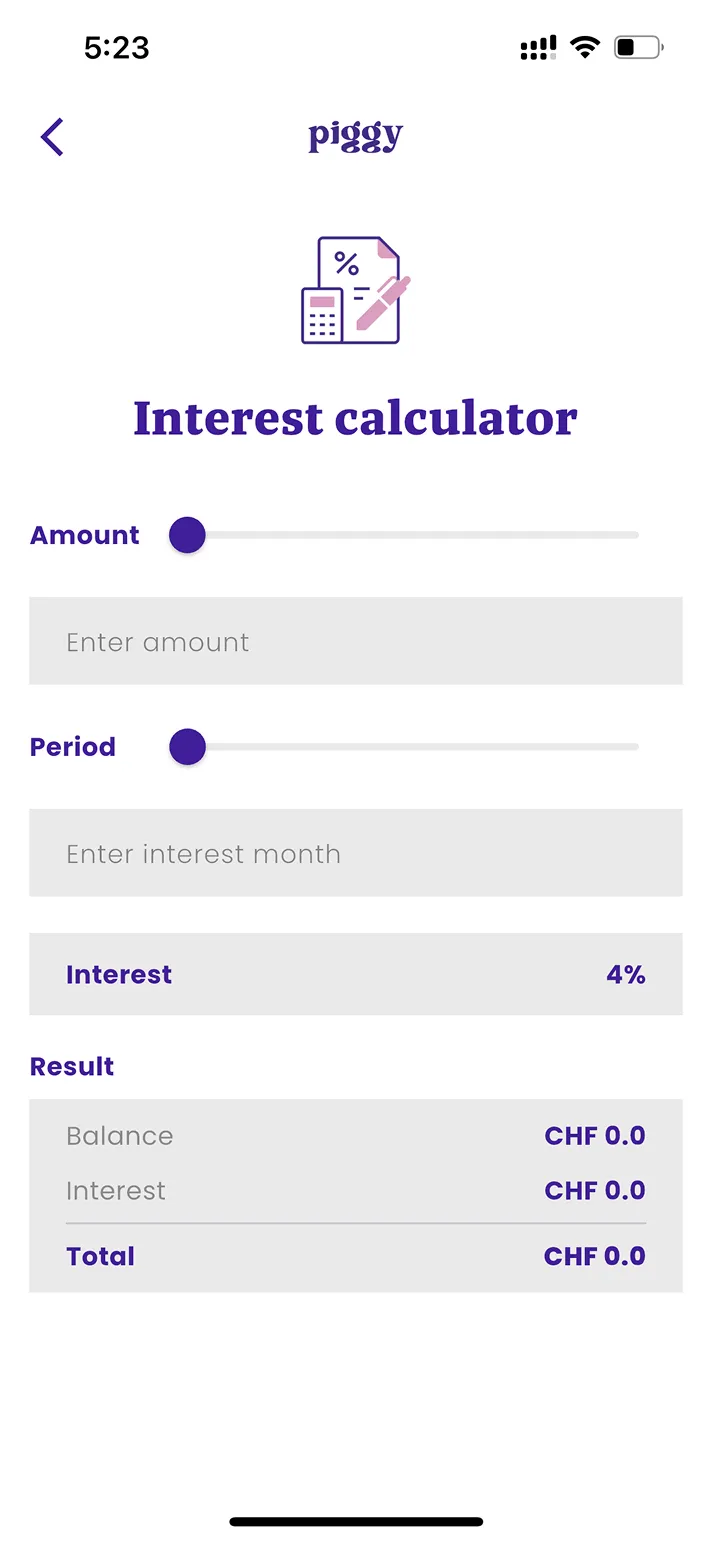 5:23
piggy
%
Interest calculator
Amount
Enter amount
Period
Enter interest month
Interest 4%
Result
Balance CHF 0.0
Interest CHF 0.0
Total CHF 0.0